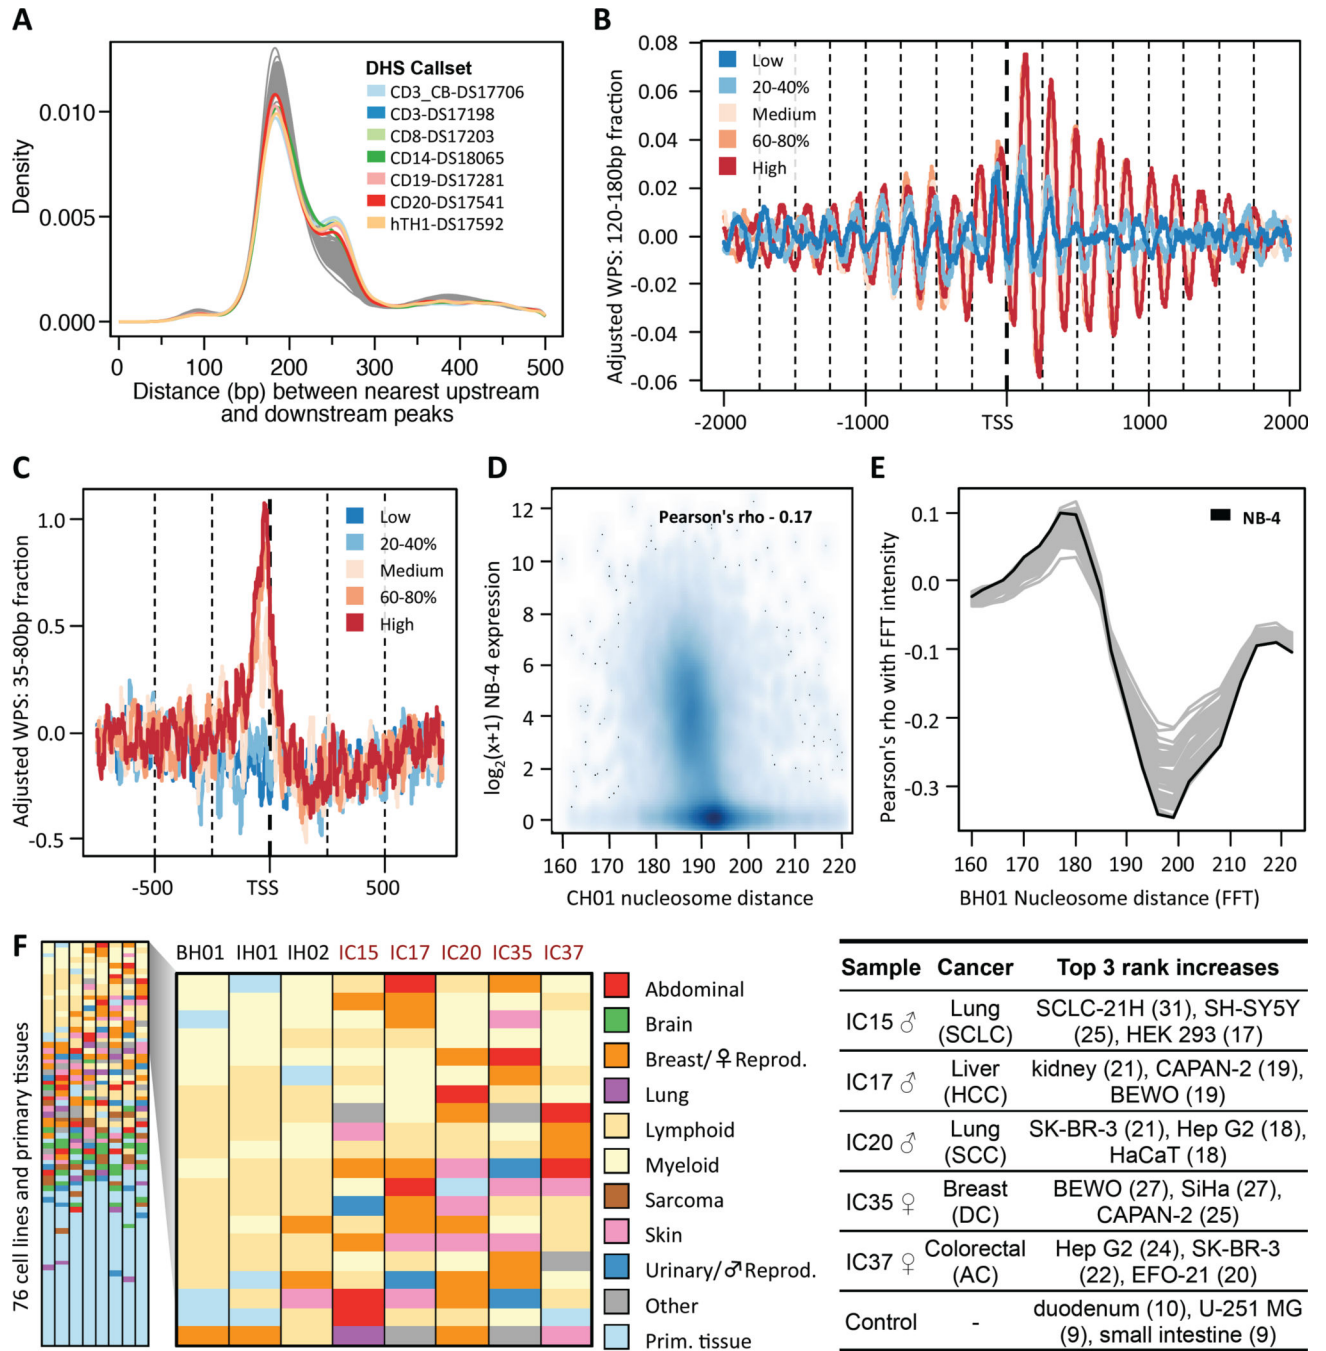 A
DHS Callset
CD3_CB-DS17706
CD3-DS17198
CD8-DS17203
CD14-DS18065
CD19-DS17281
CD20-DS17541
hTH1-DS17592
Density
0.010
0.005
0.000
0 100 200 300 400 500
Distance (bp) between nearest upstream
and downstream peaks
B
Low
20-40%
Medium
60-80%
High
Adjusted WPS: 120-180bp fraction
0.08
0.06
0.04
0.02
0.00
-0.02
-0.04
-0.06
-2000 -1000 TSS 1000 2000
C
Low
20-40%
Medium
60-80%
High
Adjusted WPS: 35-80bp fraction
1.0
0.5
0.0
-0.5
-500 TSS 500
D
Pearson's rho - 0.17
log2(x+1) NB-4 expression
12
10
8
6
4
2
0
160 170 180 190 200 210 220
CH01 nucleosome distance
E
NB-4
Pearson's rho with FFT intensity
0.1
0.0
-0.1
-0.2
-0.3
160 170 180 190 200 210 220
BH01 Nucleosome distance (FFT)
F
76 cell lines and primary tissues
BH01 IH01 IH02 IC15 IC17 IC20 IC35 IC37
Abdominal
Brain
Breast/♀Reprod.
Lung
Lymphoid
Myeloid
Sarcoma
Skin
Urinary/♂Reprod.
Other
Prim. tissue
Sample Cancer Top 3 rank increases
IC15 ♂ Lung (SCLC) SCLC-21H (31), SH-SY5Y
(25), HEK 293 (17)
IC17 ♂ Liver (HCC) kidney (21), CAPAN-2 (19),
BEWO (19)
IC20 ♂ Lung (SCC) SK-BR-3 (21), Hep G2 (18),
HaCaT (18)
IC35 ♀ Breast (DC) BEWO (27), SiHa (27),
CAPAN-2 (25)
IC37 ♀ Colorectal (AC) Hep G2 (24), SK-BR-3
(22), EFO-21 (20)
Control - duodenum (10), U-251 MG
(9), small intestine (9)